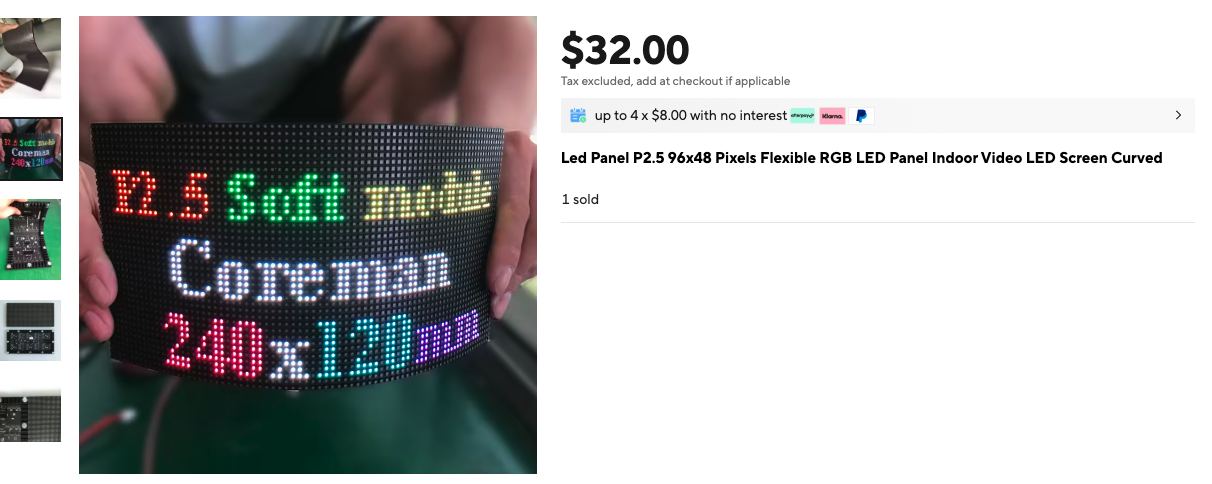 $32.00
Tax excluded, add at checkout if applicable
up to 4 x $8.00 with no interest afterpay Klarna.
Led Panel P2.5 96x48 Pixels Flexible RGB LED Panel Indoor Video LED Screen Curved
1 sold
P2.5 Soft module
Coreman
240x120mm